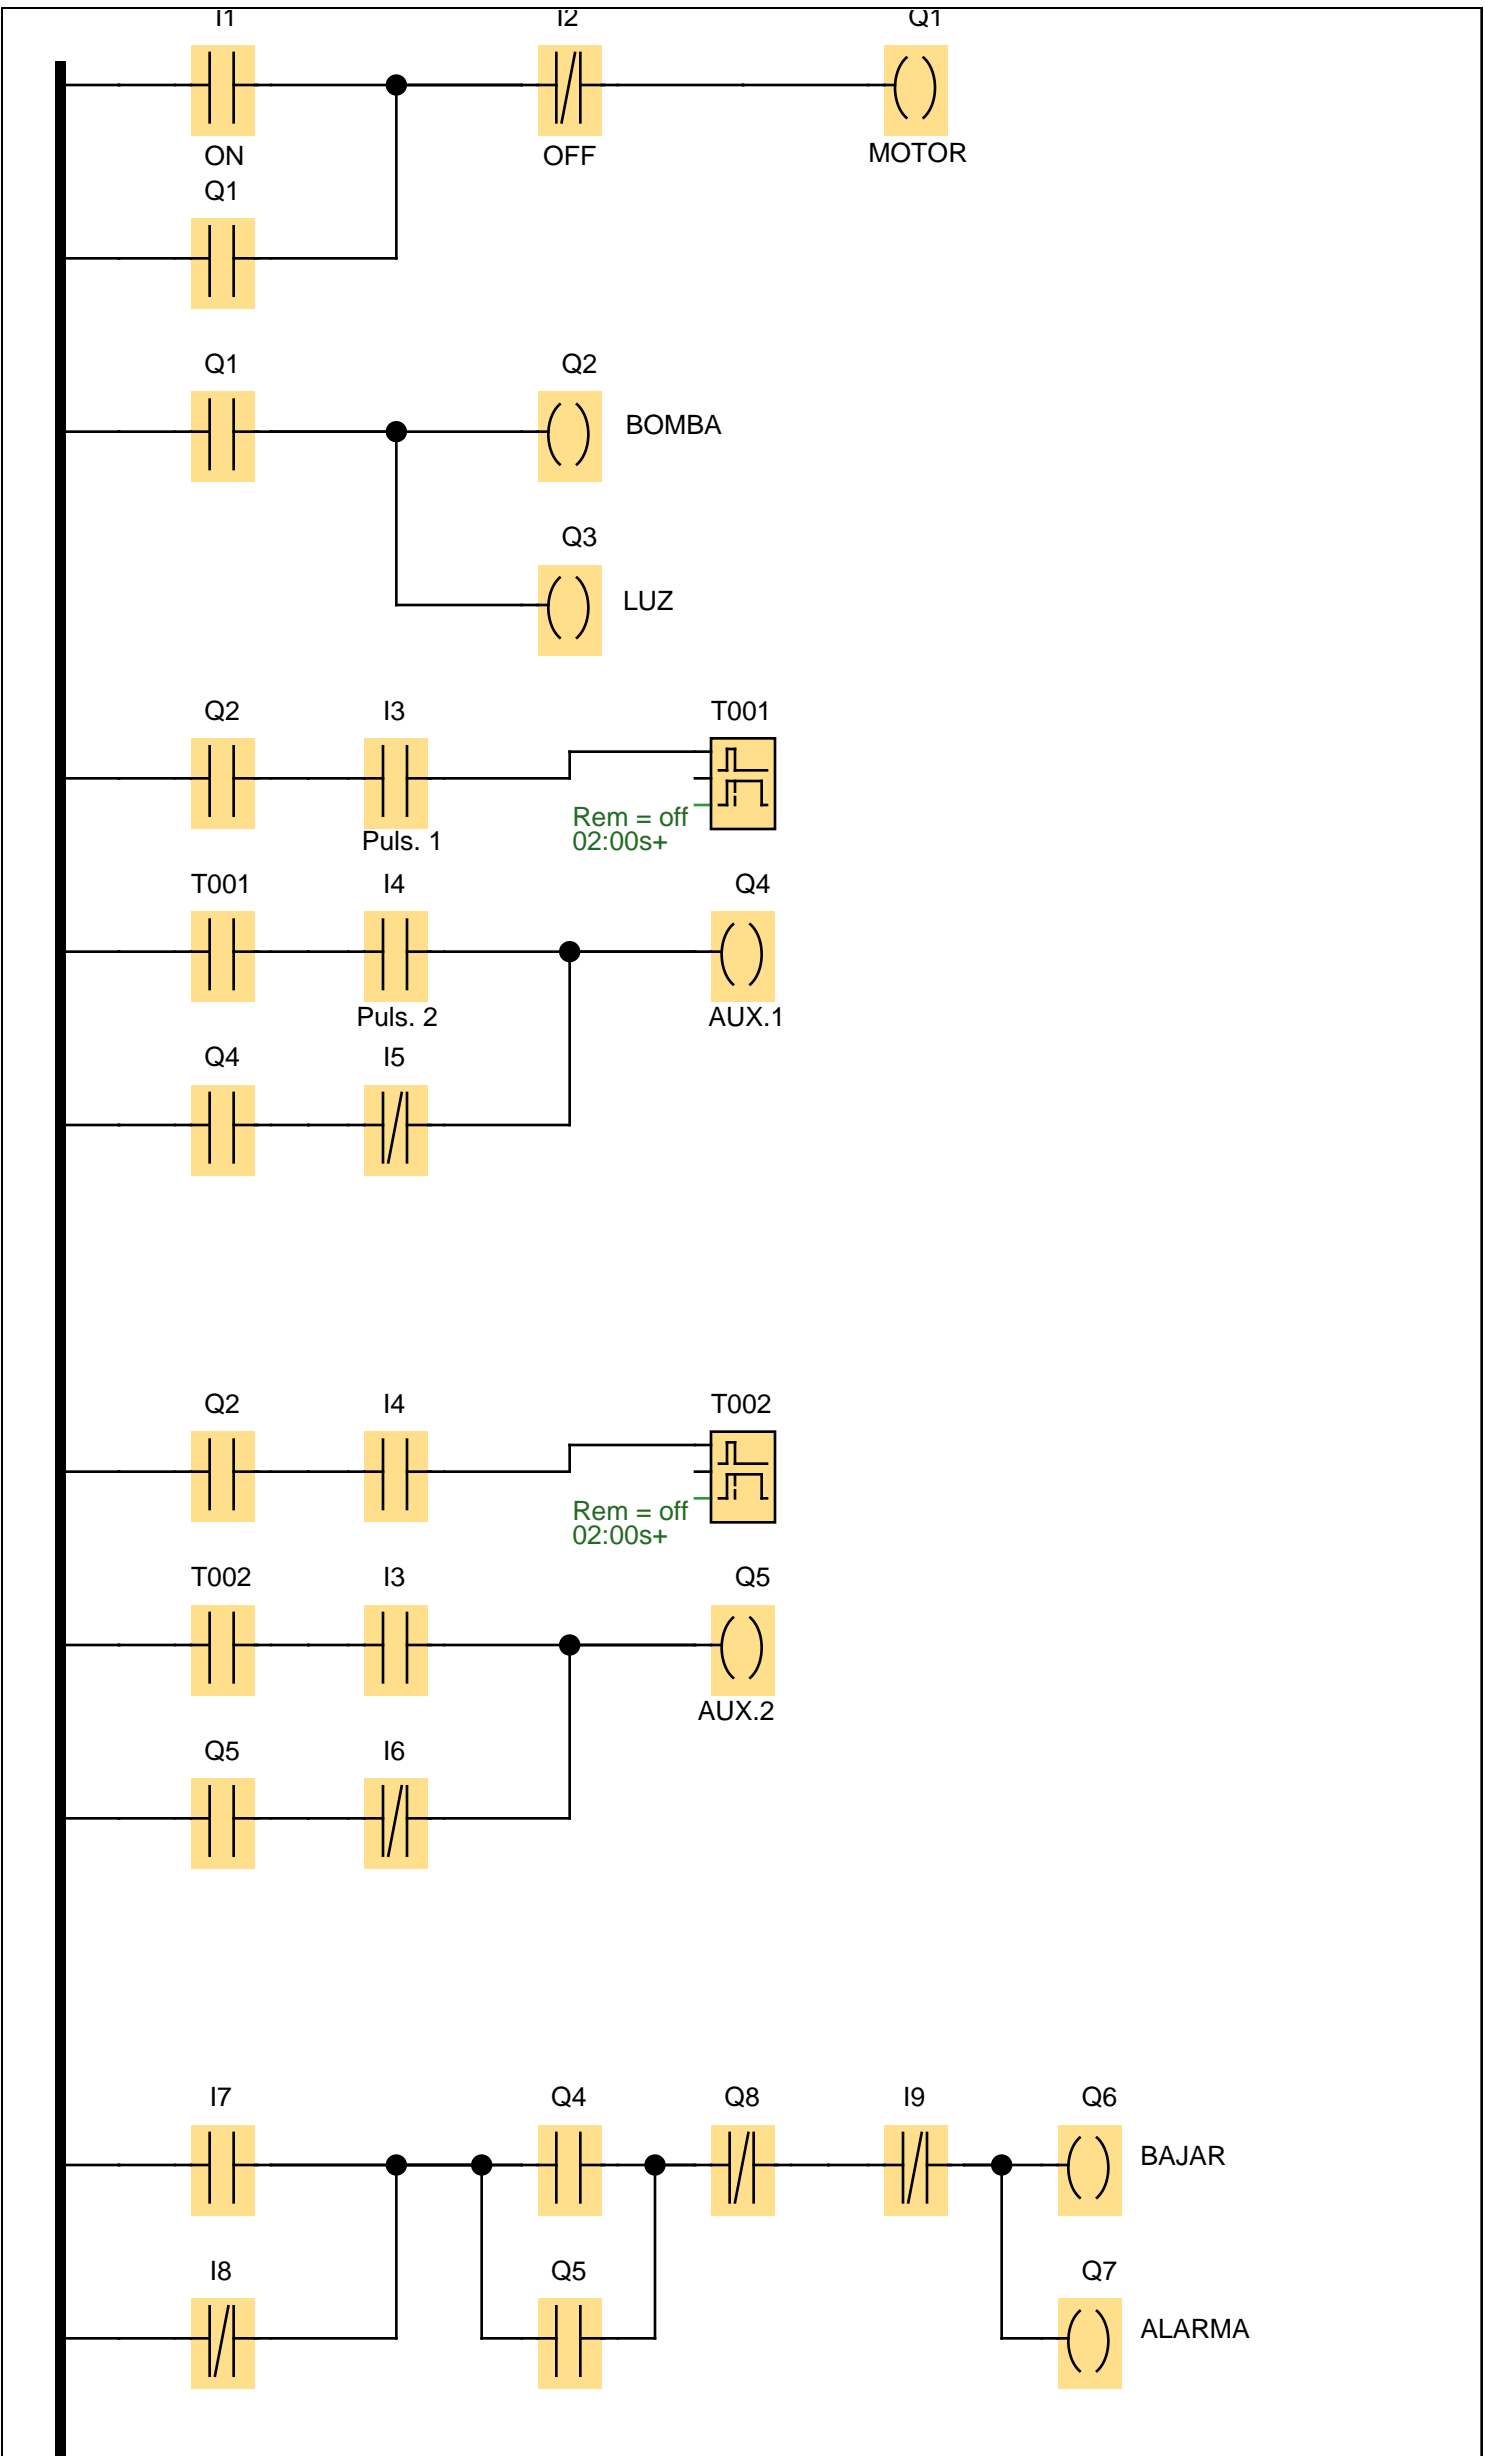 I1 I2 Q1
ON OFF MOTOR
Q1
Q1 Q2
BOMBA
Q3
LUZ
Q2 I3 T001
Rem = off
Puls. 1 02:00s+
T001 I4 Q4
Puls. 2 AUX.1
Q4 I5
Q2 I4 T002
Rem = off
02:00s+
T002 I3 Q5
AUX.2
Q5 I6
I7 Q4 Q8 I9 Q6
BAJAR
I8 Q5 Q7
ALARMA